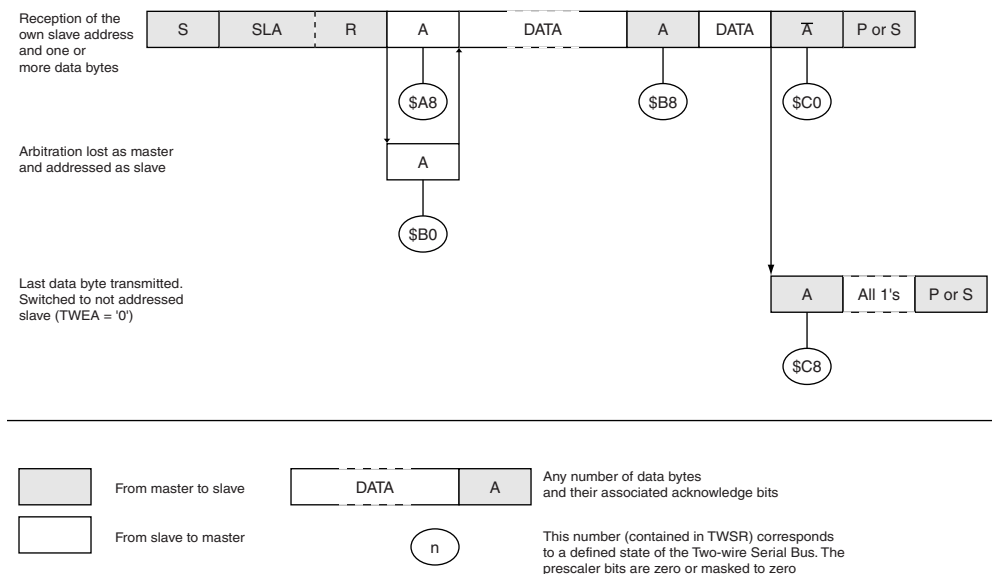 Reception of the
own slave address
and one or
more data bytes
S SLA R A DATA A DATA A̅ P or S
$A8 $B8 $C0
Arbitration lost as master
and addressed as slave
A
$B0
Last data byte transmitted.
Switched to not addressed
slave (TWEA = '0')
A All 1's P or S
$C8
From master to slave
DATA A
Any number of data bytes
and their associated acknowledge bits
From slave to master
n
This number (contained in TWSR) corresponds
to a defined state of the Two-wire Serial Bus. The
prescaler bits are zero or masked to zero